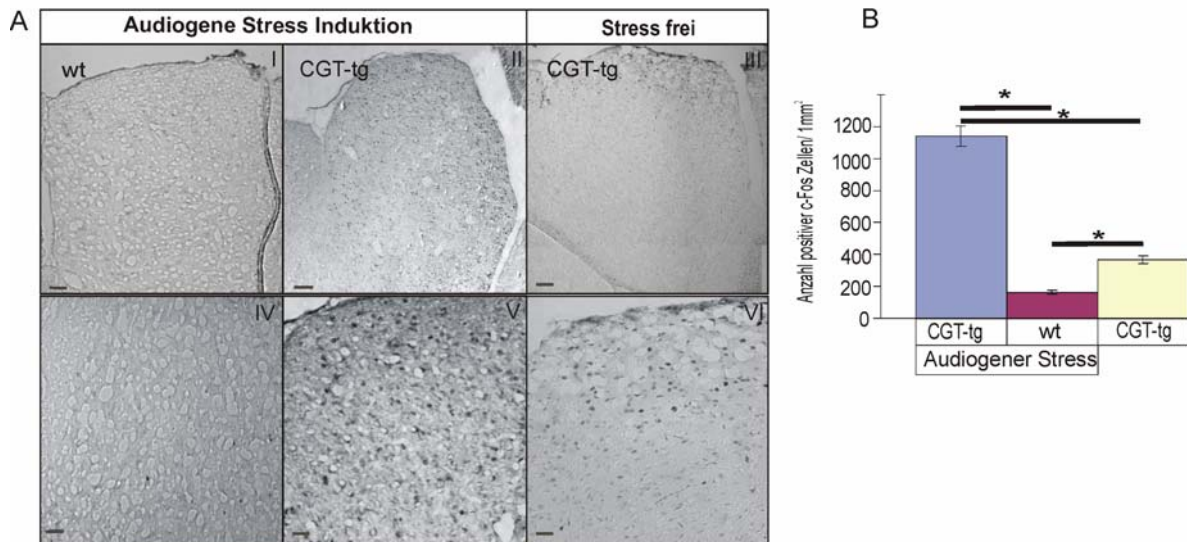 A
Audiogene Stress Induktion
Stress frei
wt
I
CGT-tg
II
CGT-tg
III
IV
V
VI
B
Anzahl positiver c-Fos Zellen/ 1mm²
1200
1000
800
600
400
200
0
*
*
*
CGT-tg
wt
CGT-tg
Audiogener Stress